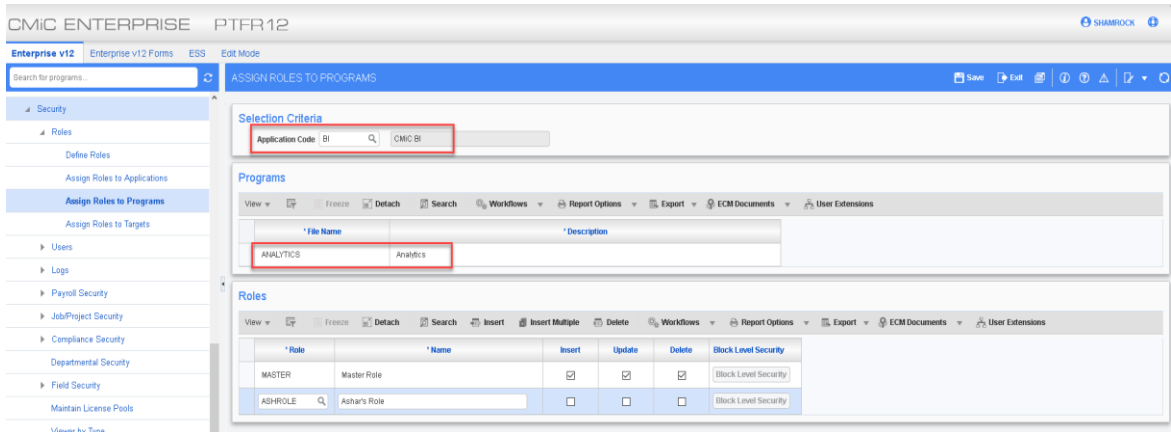 CMiC ENTERPRISE PTFR12
SHAMROCK
Enterprise v12 Enterprise v12 Forms ESS Edit Mode
Search for programs...
ASSIGN ROLES TO PROGRAMS
Save Exit
Security
Roles
Define Roles
Assign Roles to Applications
Assign Roles to Programs
Assign Roles to Targets
Users
Logs
Payroll Security
Job/Project Security
Compliance Security
Departmental Security
Field Security
Maintain License Pools
Viewer by Type
Selection Criteria
Application Code BI CMiC BI
Programs
View Freeze Detach Search Workflows Report Options Export ECM Documents User Extensions
* File Name * Description
ANALYTICS Analytics
Roles
View Freeze Detach Search Insert Insert Multiple Delete Workflows Report Options Export ECM Documents User Extensions
* Role * Name Insert Update Delete Block Level Security
MASTER Master Role Block Level Security
ASHROLE Ashar's Role Block Level Security